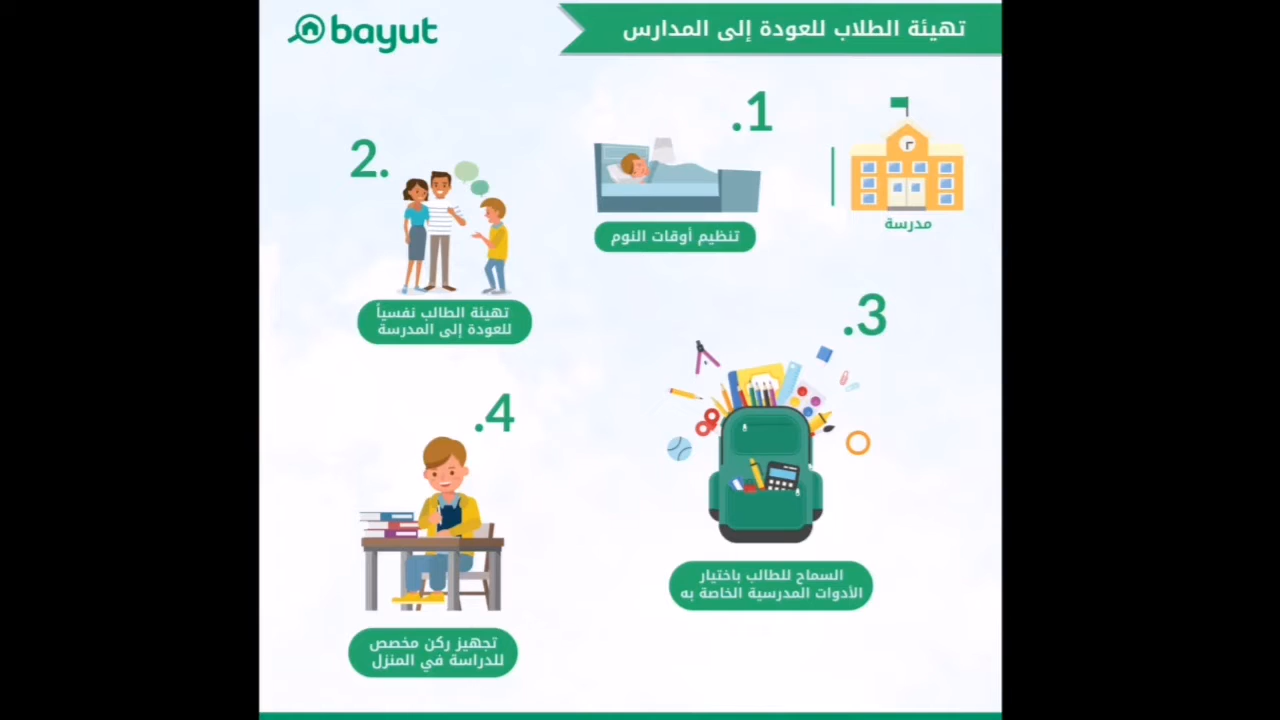 bayut
تهيئة الطلاب للعودة إلى المدارس
مدرسة
.1
تنظيم أوقات النوم
2.
تهيئة الطالب نفسياً
للعودة إلى المدرسة
.3
السماح للطالب باختيار
الأدوات المدرسية الخاصة به
.4
تجهيز ركن مخصص
للدراسة في المنزل